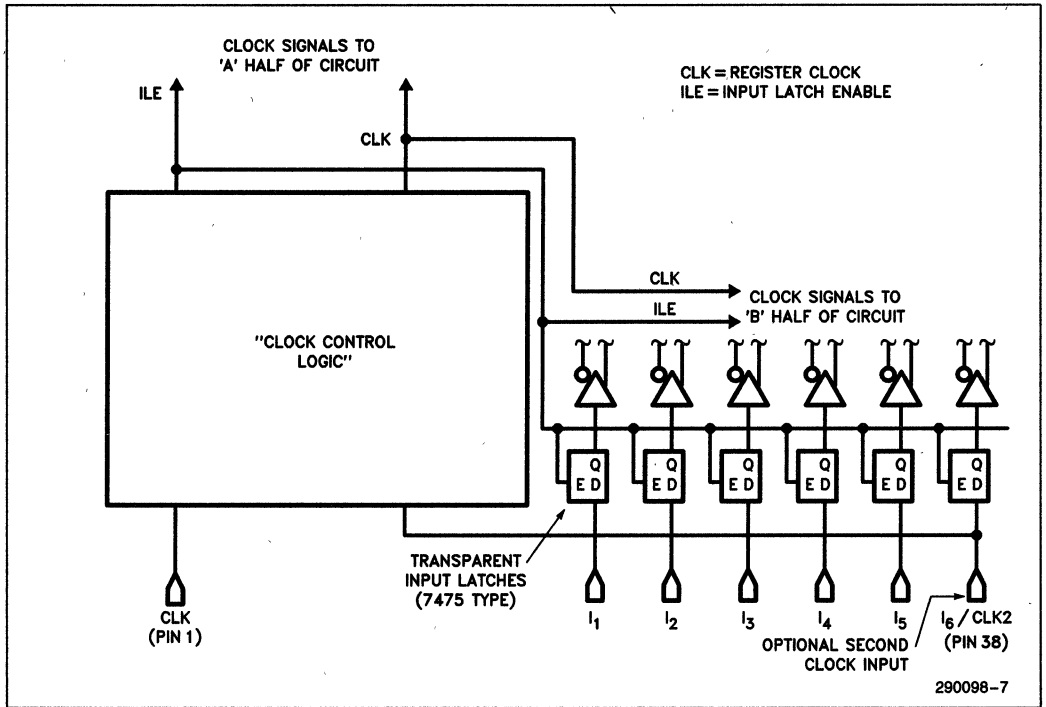 CLOCK SIGNALS TO
'A' HALF OF CIRCUIT
CLK = REGISTER CLOCK
ILE = INPUT LATCH ENABLE
ILE
CLK
CLK
ILE
CLOCK SIGNALS TO
'B' HALF OF CIRCUIT
"CLOCK CONTROL
LOGIC"
Q Q Q Q Q Q
E D E D E D E D E D E D
TRANSPARENT
INPUT LATCHES
(7475 TYPE)
CLK
(PIN 1)
I₁ I₂ I₃ I₄ I₅ I₆ / CLK2
(PIN 38)
OPTIONAL SECOND
CLOCK INPUT
290098-7